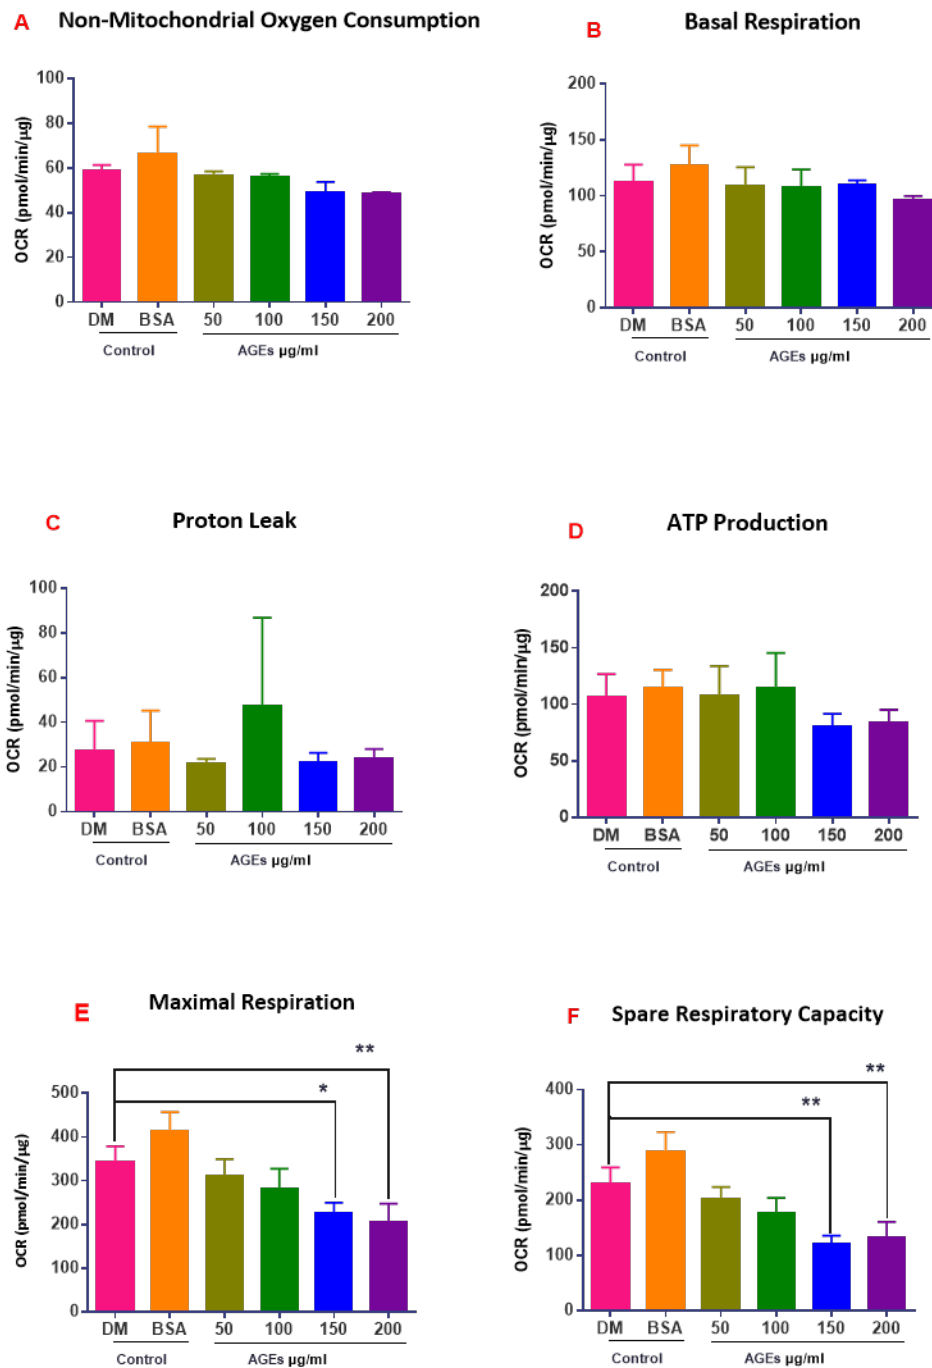 A Non-Mitochondrial Oxygen Consumption
OCR (pmol/min/µg)
100
80
60
40
20
0
DM BSA 50 100 150 200
Control AGEs µg/ml
B Basal Respiration
OCR (pmol/min/µg)
200
150
100
50
0
DM BSA 50 100 150 200
Control AGEs µg/ml
C Proton Leak
OCR (pmol/min/µg)
100
80
60
40
20
0
DM BSA 50 100 150 200
Control AGEs µg/ml
D ATP Production
OCR (pmol/min/µg)
200
150
100
50
0
DM BSA 50 100 150 200
Control AGEs µg/ml
E Maximal Respiration
**
*
OCR (pmol/min/µg)
500
400
300
200
100
0
DM BSA 50 100 150 200
Control AGEs µg/ml
F Spare Respiratory Capacity
**
**
OCR (pmol/min/µg)
400
300
200
100
0
DM BSA 50 100 150 200
Control AGEs µg/ml